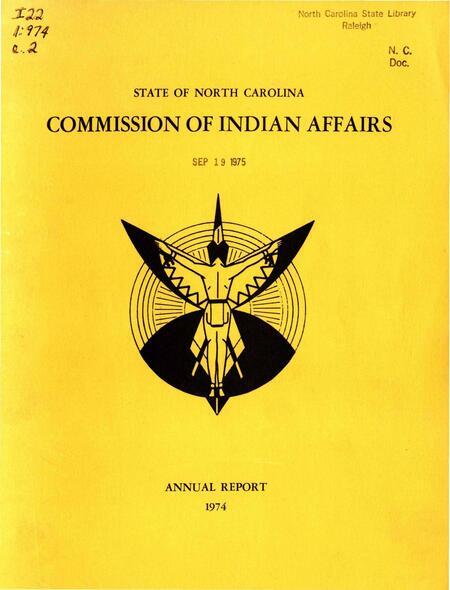 I22
1:974
c.2
North Carolina State Library
Raleigh
N. C.
Doc.
STATE OF NORTH CAROLINA
COMMISSION OF INDIAN AFFAIRS
SEP 19 1975
ANNUAL REPORT
1974